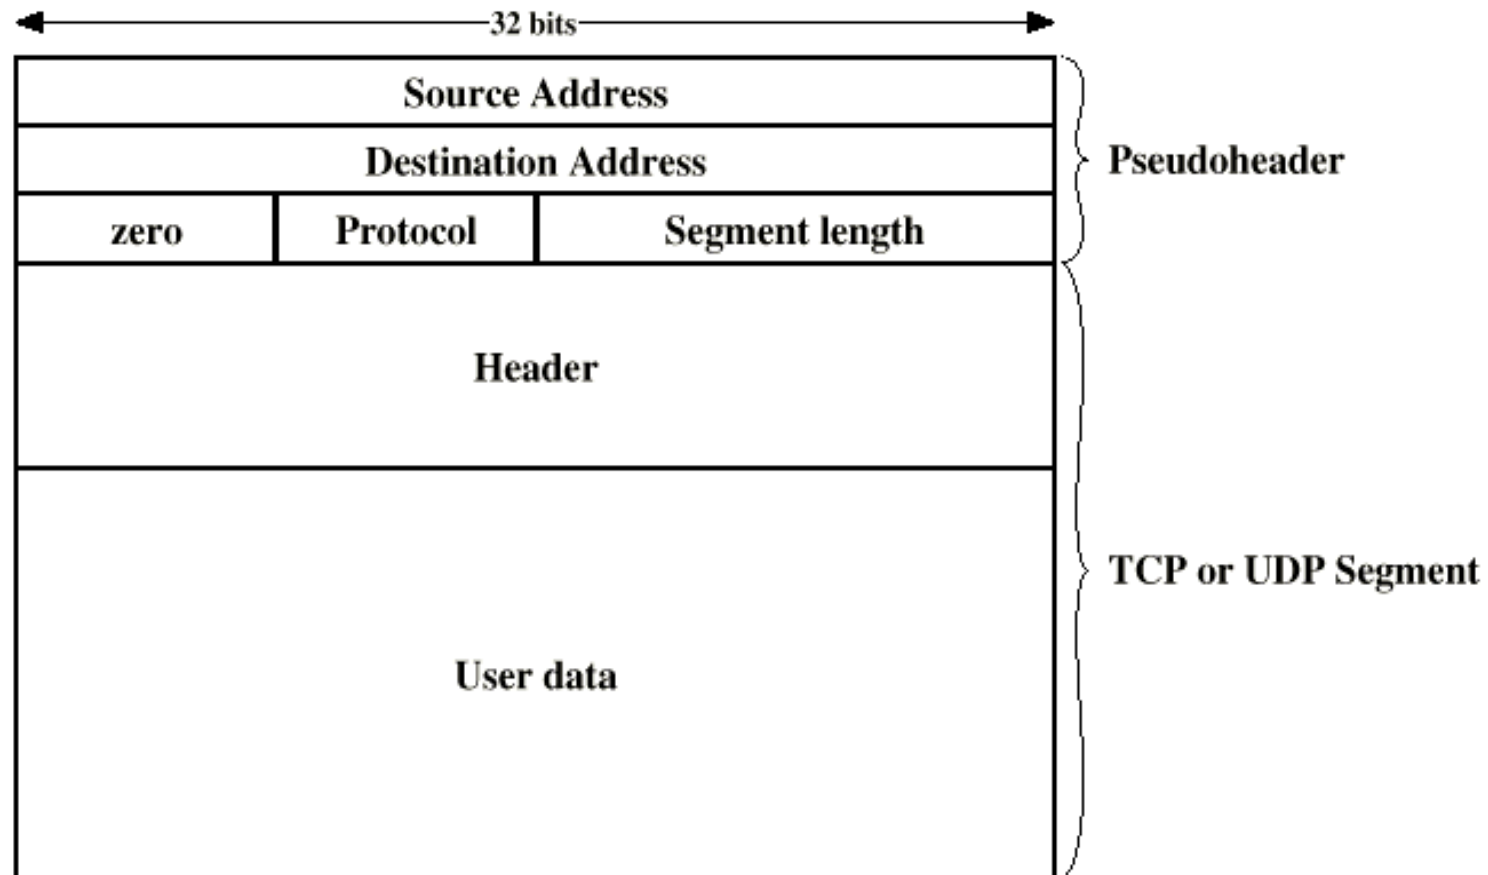 32 bits
Source Address
Destination Address
Pseudoheader
zero Protocol Segment length
Header
TCP or UDP Segment
User data